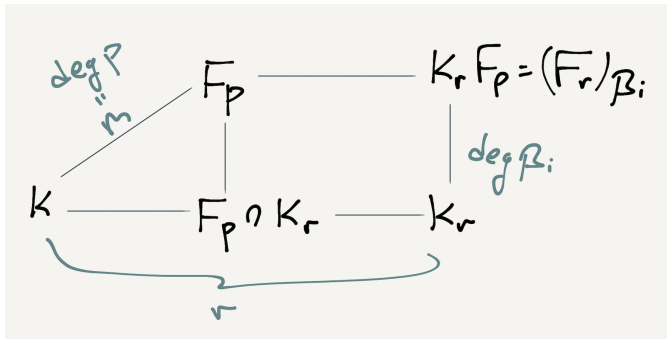 deg P
" 
m
F_p K_r F_p = (F_r)_{β_i}
deg β_i
K F_p ∩ K_r K_r
r